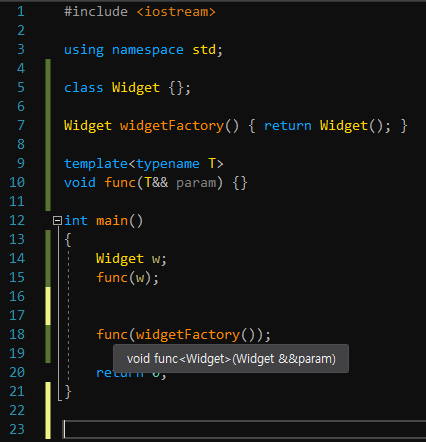 1 #include <iostream>
2
3 using namespace std;
4
5 class Widget {};
6
7 Widget widgetFactory() { return Widget(); }
8
9 template<typename T>
10 void func(T&& param) {}
11
12 int main()
13 {
14 Widget w;
15 func(w);
16
17
18 func(widgetFactory());
19 void func<Widget>(Widget &&param)
20 return 0;
21 }
22
23